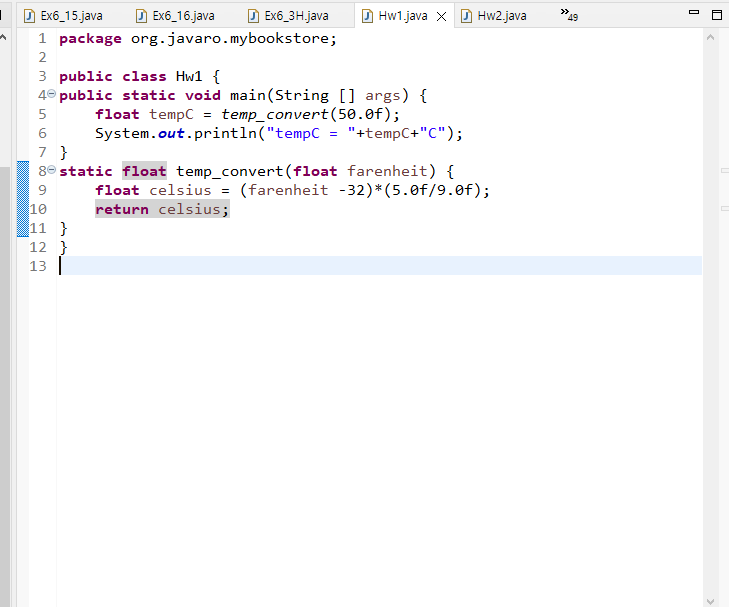 Ex6_15.java Ex6_16.java Ex6_3H.java Hw1.java Hw2.java »49
1 package org.javaro.mybookstore;
2
3 public class Hw1 {
4 public static void main(String [] args) {
5 float tempC = temp_convert(50.0f);
6 System.out.println("tempC = "+tempC+"C");
7 }
8 static float temp_convert(float farenheit) {
9 float celsius = (farenheit -32)*(5.0f/9.0f);
10 return celsius;
11 }
12 }
13